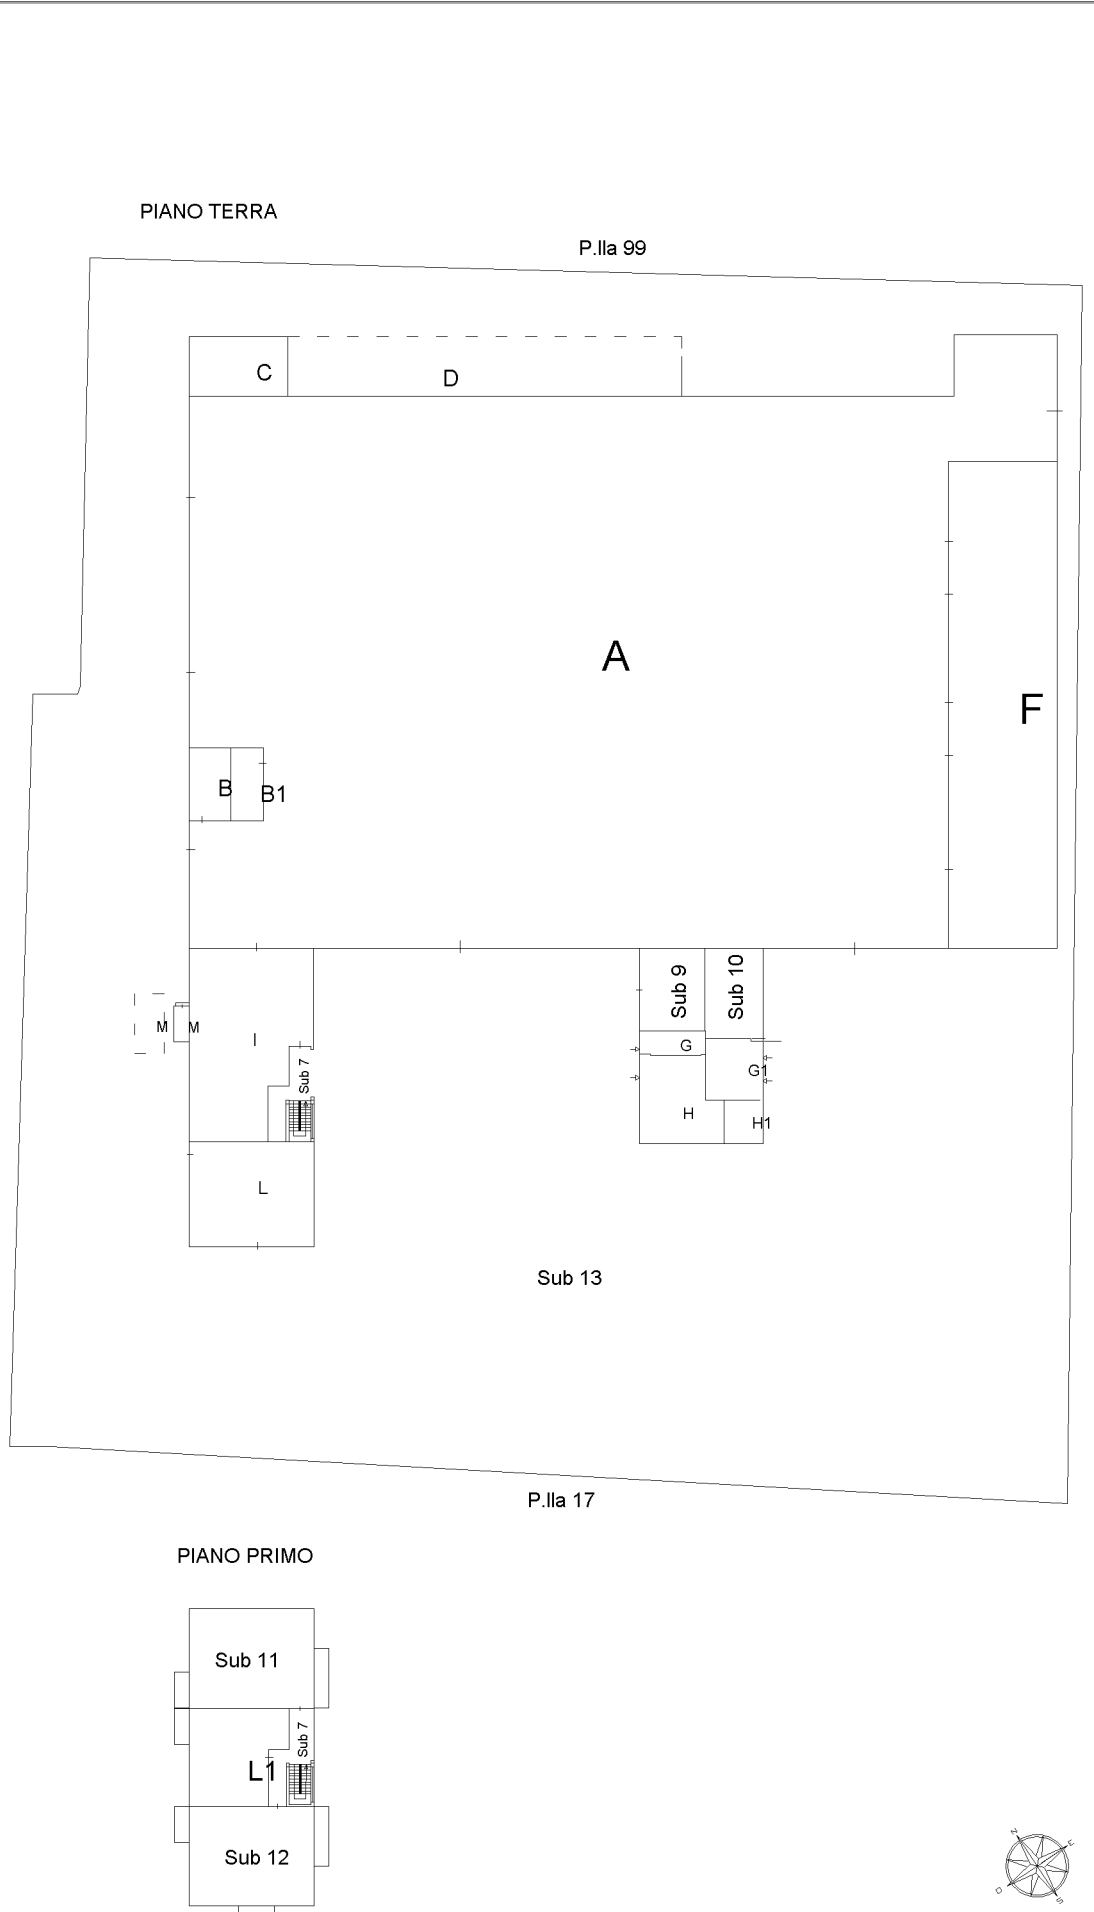 PIANO TERRA
P.lla 99
C
D
A
F
B
B1
Sub 9
Sub 10
M
M
I
G
Sub 7
G1
H
H1
L
Sub 13
P.lla 17
PIANO PRIMO
Sub 11
Sub 7
L1
Sub 12
N
E
O
S